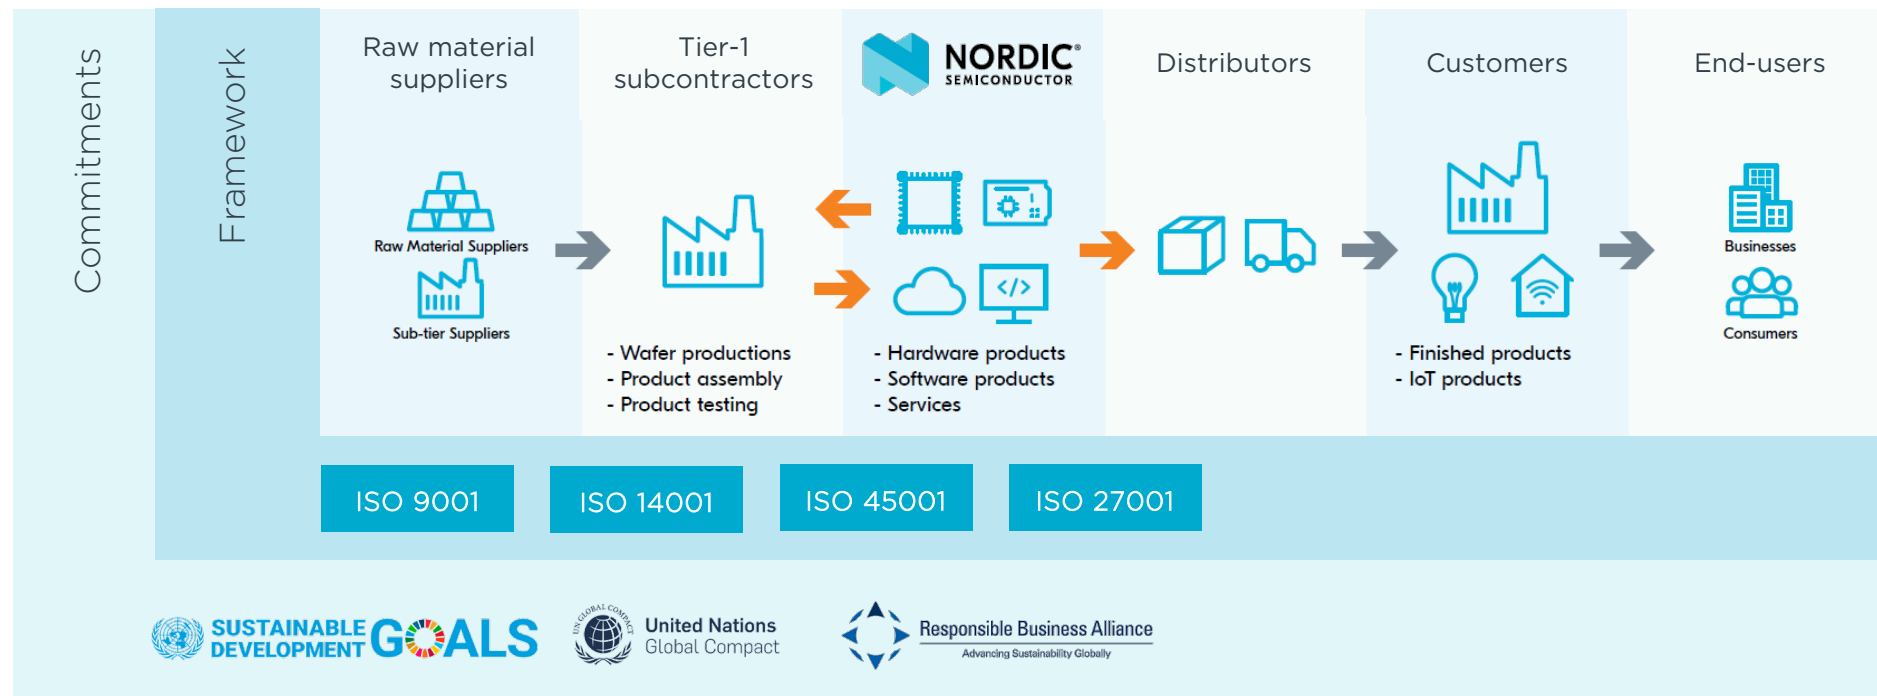 Commitments
Framework
Raw material
suppliers
Tier-1
subcontractors
NORDIC®
SEMICONDUCTOR
Distributors
Customers
End-users
Raw Material Suppliers
Sub-tier Suppliers
- Wafer productions
- Product assembly
- Product testing
</>
- Hardware products
- Software products
- Services
- Finished products
- IoT products
Businesses
Consumers
ISO 9001
ISO 14001
ISO 45001
ISO 27001
SUSTAINABLE
DEVELOPMENT
GOALS
UN GLOBAL COMPACT
United Nations
Global Compact
Responsible Business Alliance
Advancing Sustainability Globally